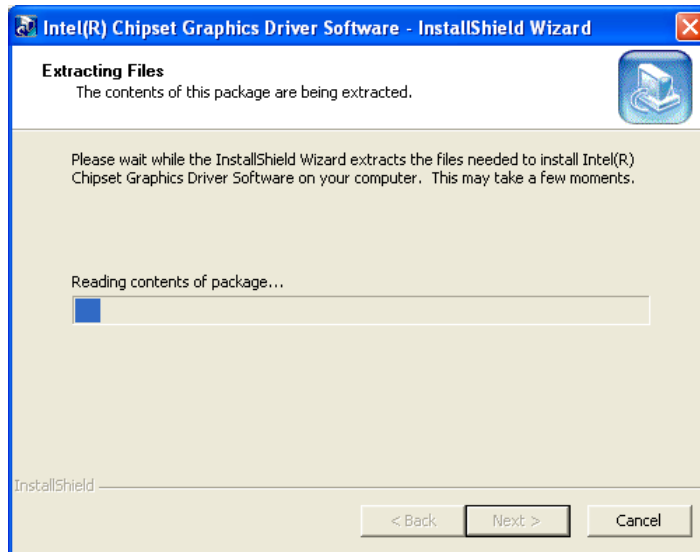 Intel(R) Chipset Graphics Driver Software - InstallShield Wizard
Extracting Files
The contents of this package are being extracted.
Please wait while the InstallShield Wizard extracts the files needed to install Intel(R)
Chipset Graphics Driver Software on your computer.  This may take a few moments.
Reading contents of package...
InstallShield
< Back
Next >
Cancel